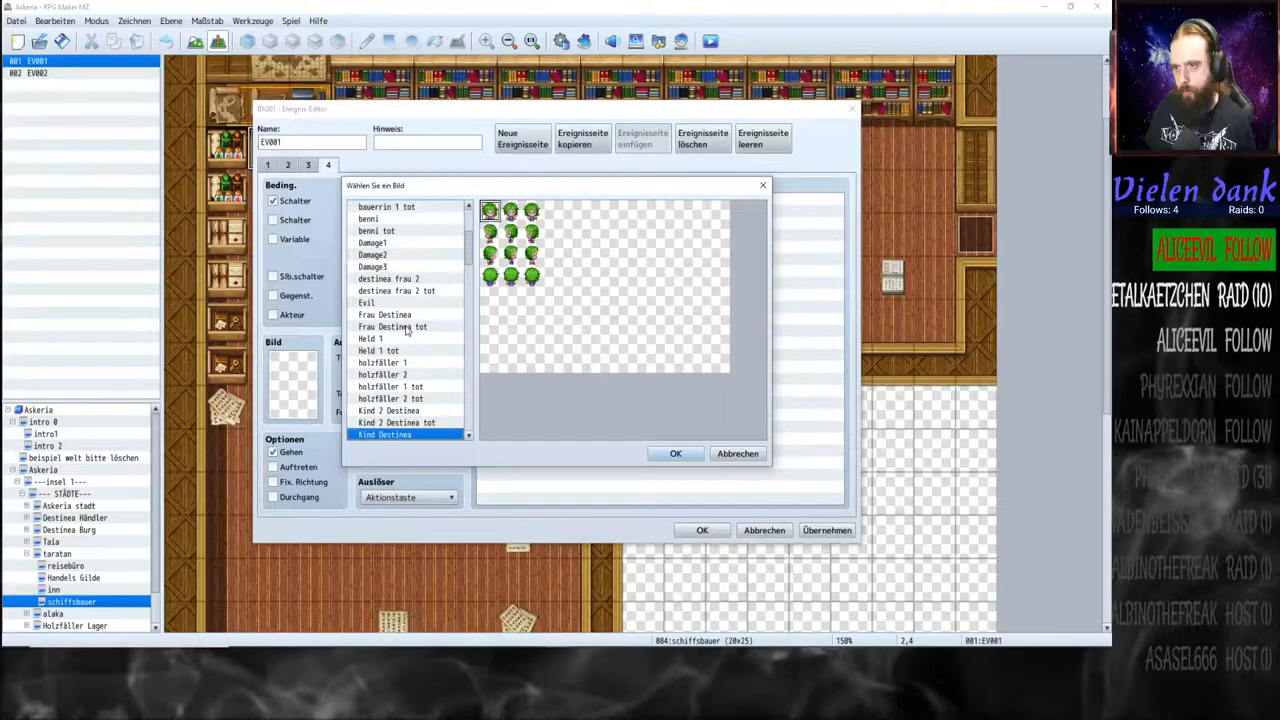 Askeria - RPG Maker MZ
Datei Bearbeiten Modus Zeichnen Ebene Maßstab Werkzeuge Spiel Hilfe
001 EV001
002 EV002
ID:001 - Ereignis-Editor
Name:
Hinweis:
EV001
Neue Ereignisseite
Ereignisseite kopieren
Ereignisseite einfügen
Ereignisseite löschen
Ereignisseite leeren
1 2 3 4
Beding.
Schalter
Schalter
Variable
Slb.schalter
Gegenst.
Akteur
Bild
Optionen
Gehen
Auftreten
Fix. Richtung
Durchgang
Auslöser
Aktionstaste
OK Abbrechen Übernehmen
Wählen Sie ein Bild
bauerrin 1 tot
benni
benni tot
Damage1
Damage2
Damage3
destinea frau 2
destinea frau 2 tot
Evil
Frau Destinea
Frau Destinea tot
Held 1
Held 1 tot
holzfäller 1
holzfäller 2
holzfäller 1 tot
holzfäller 2 tot
Kind 2 Destinea
Kind 2 Destinea tot
Kind Destinea
OK Abbrechen
Askeria
intro 0
intro1
intro 2
beispiel welt bitte löschen
Askeria
---insel 1---
--- STÄDTE---
Askeria stadt
Destinea Händler
Destinea Burg
Taia
taratan
reisebüro
Handels Gilde
inn
schiffsbauer
alaka
Holzfäller Lager
084:schiffsbauer (20x25) 150% 2,4 001:EV001
Vielen dank
Follows: 4 Raids: 0
ALICEEVIL FOLLOW
ETALKAETZCHEN RAID (10)
ALICEEVIL FOLLOW
PHYREXXIAN FOLLOW
KAINAPPELDORN FOLLOW
ALBINOTHEFREAK RAID (1)
ALBINOTHEFREAK HOST (1)
ASASEL666 HOST (1)